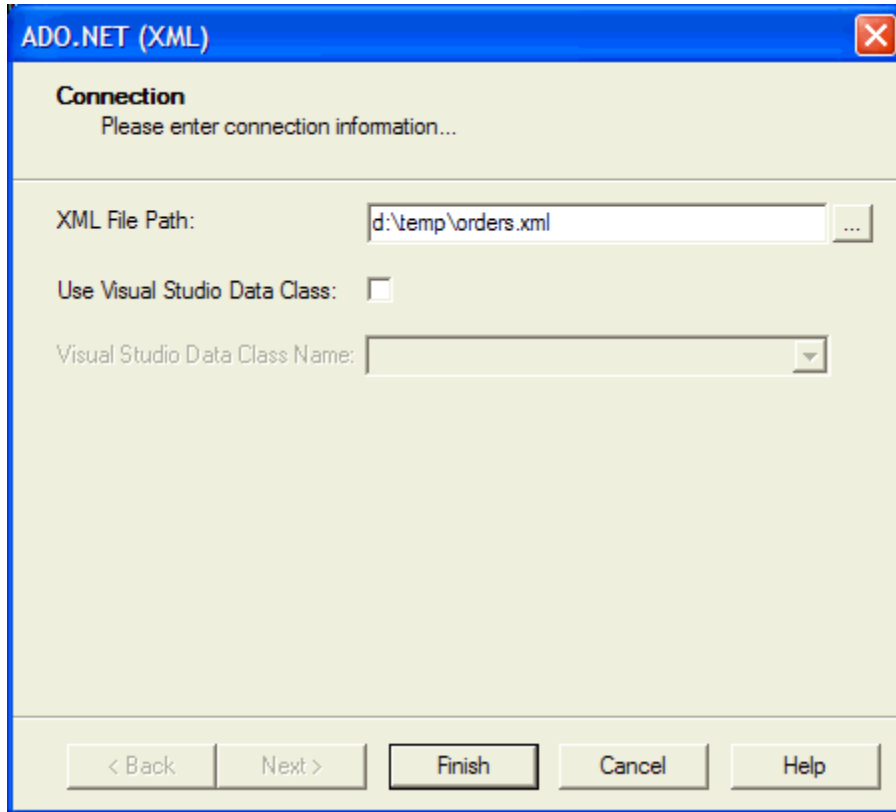 ADO.NET (XML)
Connection
Please enter connection information...
XML File Path: d:\temp\orders.xml ...
Use Visual Studio Data Class:
Visual Studio Data Class Name:
< Back Next > Finish Cancel Help